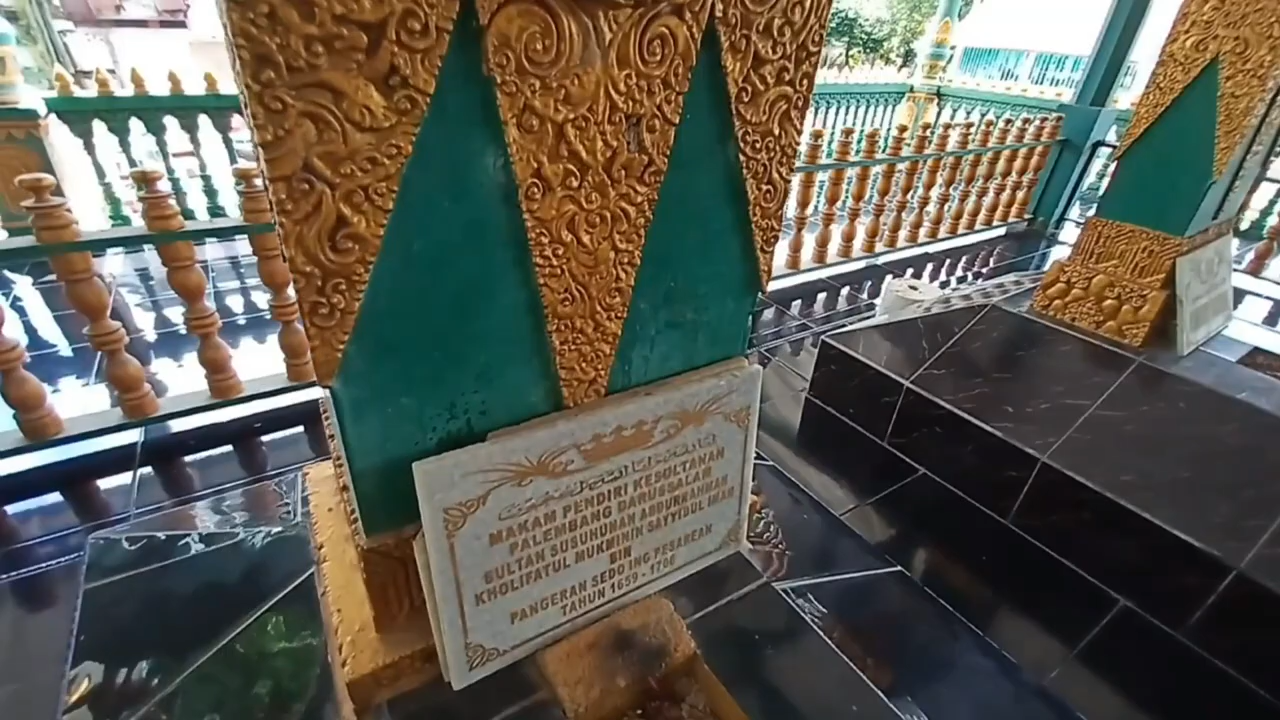 MAKAM PENDIRI KESULTANAN
PALEMBANG DARUSSALAM
SULTAN SUSUHUNAN ABDURRAHMAN
KHOLIFATUL MUKMININ SAYYIDUL IMAM
BIN
PANGERAN SEDO ING PESAREAN
TAHUN 1659 - 1706